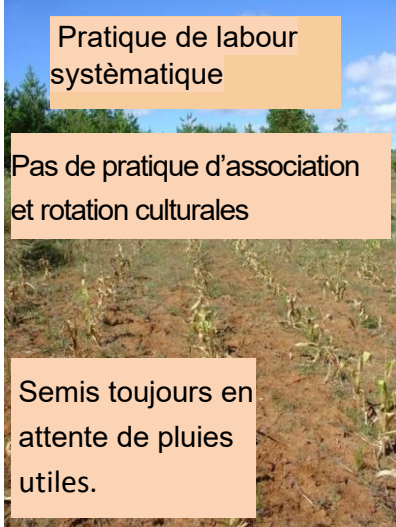 Pratique de labour
systèmatique
Pas de pratique d’association
et rotation culturales
Semis toujours en
attente de pluies
utiles.